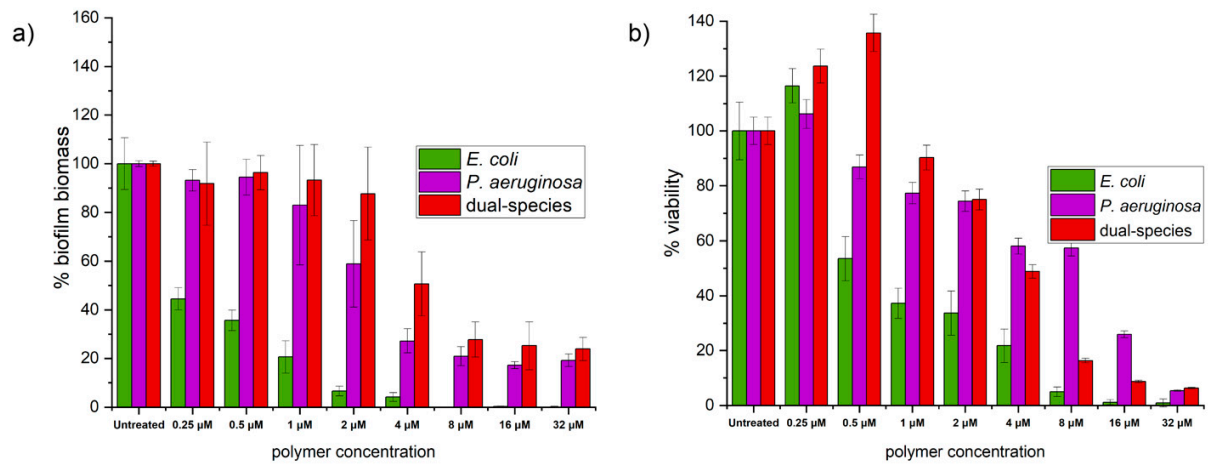 a)
% biofilm biomass
160
140
120
100
80
60
40
20
0
E. coli
P. aeruginosa
dual-species
Untreated 0.25 µM 0.5 µM 1 µM 2 µM 4 µM 8 µM 16 µM 32 µM
polymer concentration
b)
% viability
140
120
100
80
60
40
20
0
E. coli
P. aeruginosa
dual-species
Untreated 0.25 µM 0.5 µM 1 µM 2 µM 4 µM 8 µM 16 µM 32 µM
polymer concentration